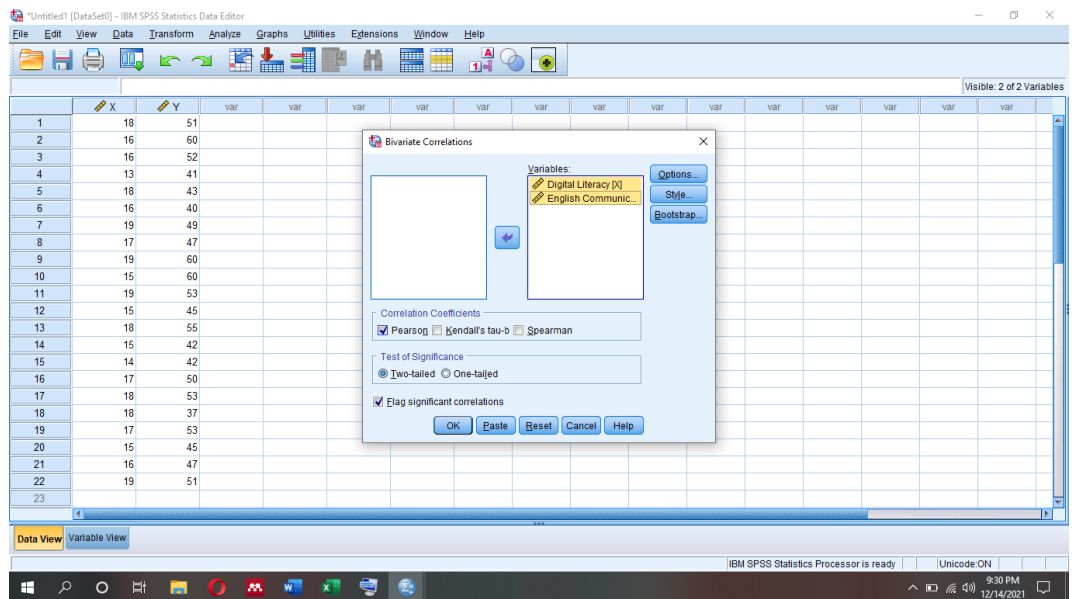 *Untitled1 [DataSet0] - IBM SPSS Statistics Data Editor
File Edit View Data Transform Analyze Graphs Utilities Extensions Window Help
Visible: 2 of 2 Variables
X Y var var var var var var var var var var var var var var
1 18 51
2 16 60
3 16 52
4 13 41
5 18 43
6 16 40
7 19 49
8 17 47
9 19 60
10 15 60
11 19 53
12 15 45
13 18 55
14 15 42
15 14 42
16 17 50
17 18 53
18 18 37
19 17 53
20 15 45
21 16 47
22 19 51
23
Bivariate Correlations
Variables:
Digital Literacy [X]
English Communic...
Options...
Style...
Bootstrap...
Correlation Coefficients
Pearson Kendall's tau-b Spearman
Test of Significance
Two-tailed One-tailed
Flag significant correlations
OK Paste Reset Cancel Help
Data View Variable View
IBM SPSS Statistics Processor is ready Unicode:ON
9:30 PM
12/14/2021